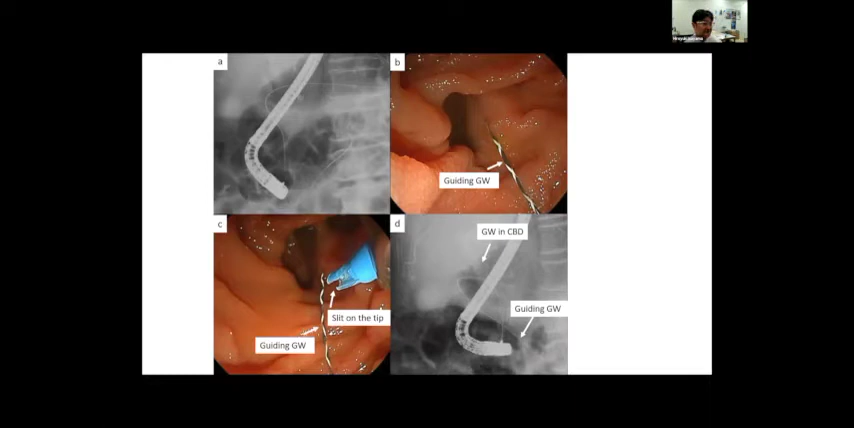 a
b
Guiding GW
c
Slit on the tip
Guiding GW
d
GW in CBD
Guiding GW